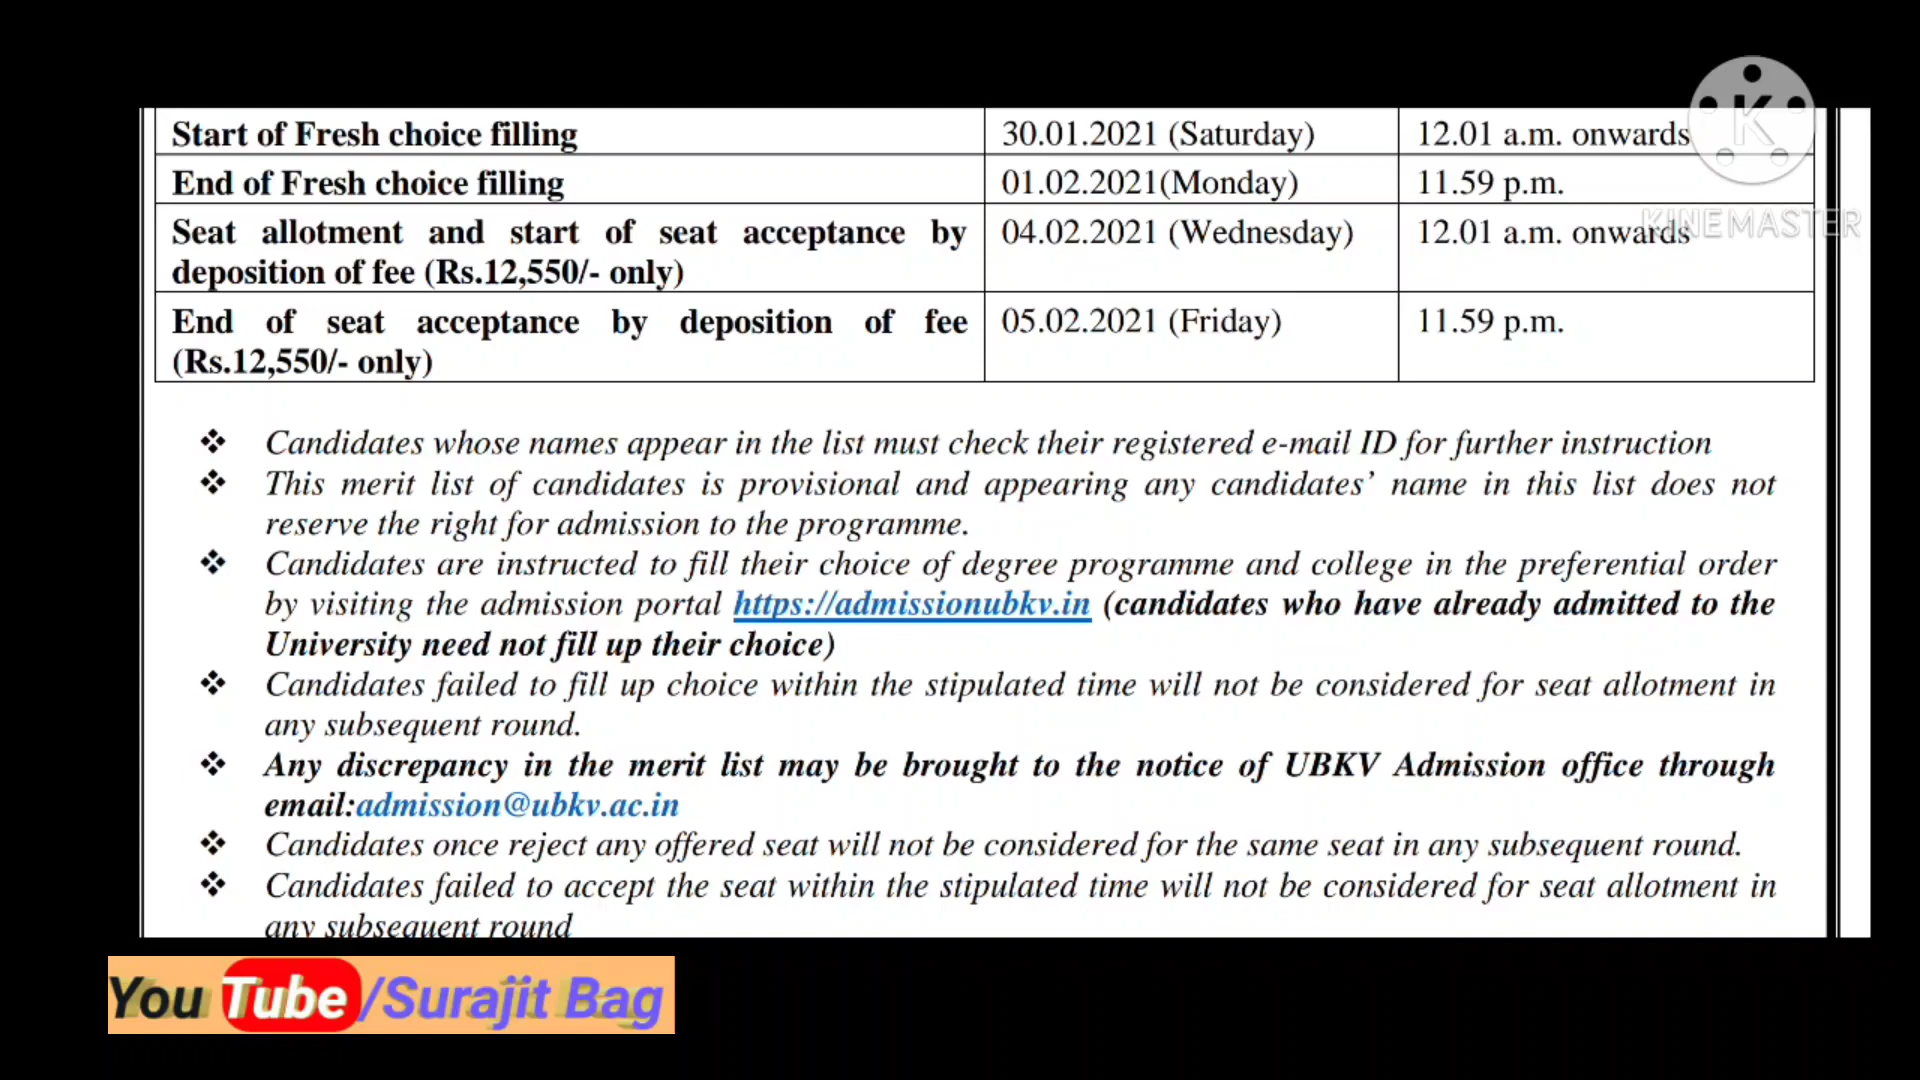 Start of Fresh choice filling 30.01.2021 (Saturday) 12.01 a.m. onwards
End of Fresh choice filling 01.02.2021(Monday) 11.59 p.m.
Seat allotment and start of seat acceptance by 04.02.2021 (Wednesday) 12.01 a.m. onwards
deposition of fee (Rs.12,550/- only)
End of seat acceptance by deposition of fee 05.02.2021 (Friday) 11.59 p.m.
(Rs.12,550/- only)
K
KINEMASTER
❖ Candidates whose names appear in the list must check their registered e-mail ID for further instruction
❖ This merit list of candidates is provisional and appearing any candidates’ name in this list does not
reserve the right for admission to the programme.
❖ Candidates are instructed to fill their choice of degree programme and college in the preferential order
by visiting the admission portal https://admissionubkv.in (candidates who have already admitted to the
University need not fill up their choice)
❖ Candidates failed to fill up choice within the stipulated time will not be considered for seat allotment in
any subsequent round.
❖ Any discrepancy in the merit list may be brought to the notice of UBKV Admission office through
email:admission@ubkv.ac.in
❖ Candidates once reject any offered seat will not be considered for the same seat in any subsequent round.
❖ Candidates failed to accept the seat within the stipulated time will not be considered for seat allotment in
any subsequent round
YouTube/Surajit Bag